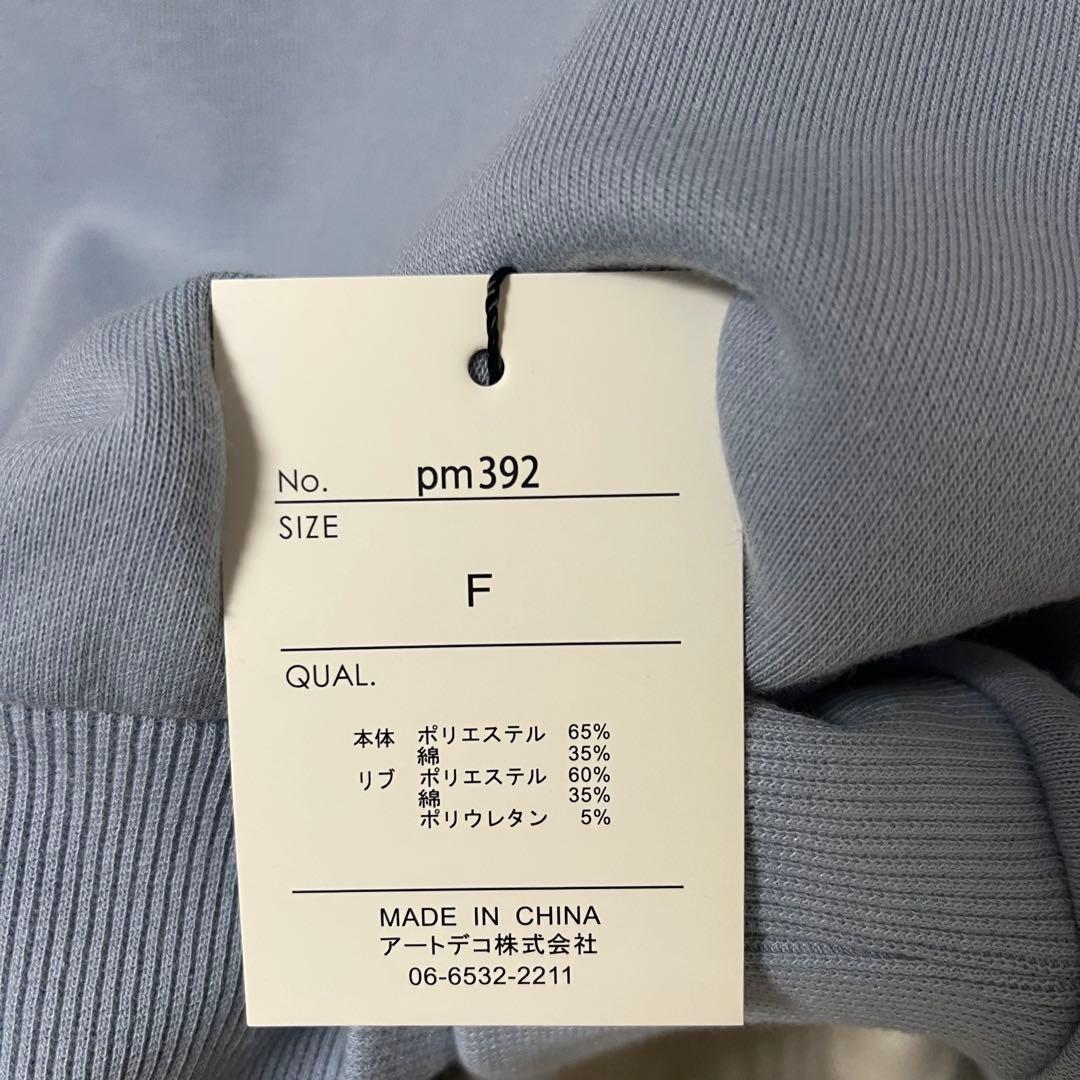 No. pm392
SIZE
F
QUAL.
本体 ポリエステル 65%
綿 35%
リブ ポリエステル 60%
綿 35%
ポリウレタン 5%
MADE IN CHINA
アートデコ株式会社
06-6532-2211